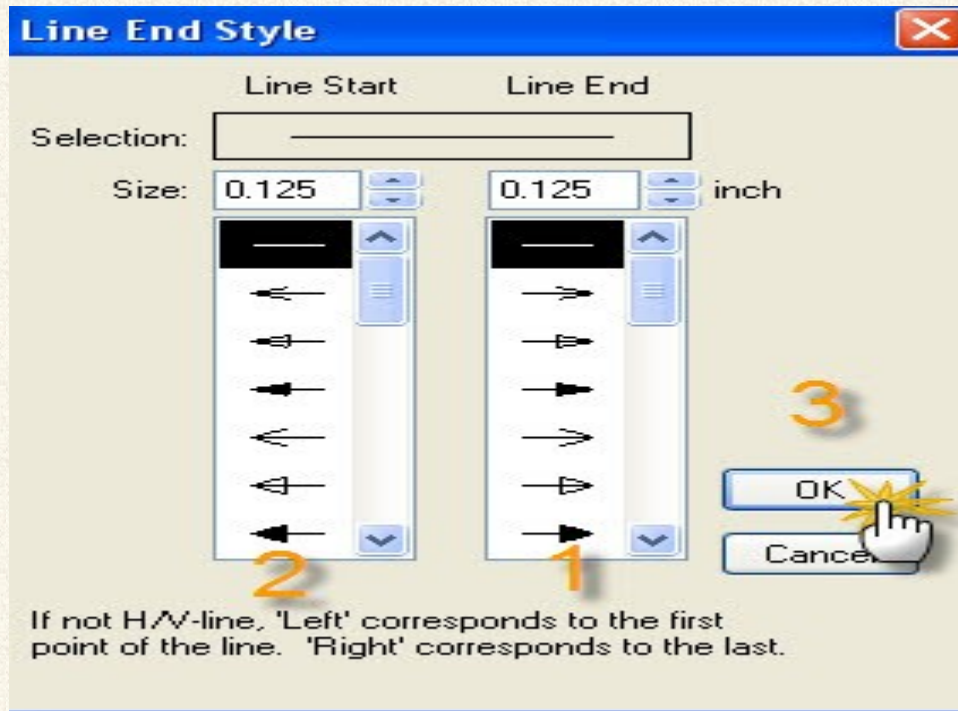 Line End Style
Line Start Line End
Selection:
Size: 0.125 0.125 inch
3
OK
Cancel
2 1
If not H/V-line, 'Left' corresponds to the first
point of the line. 'Right' corresponds to the last.